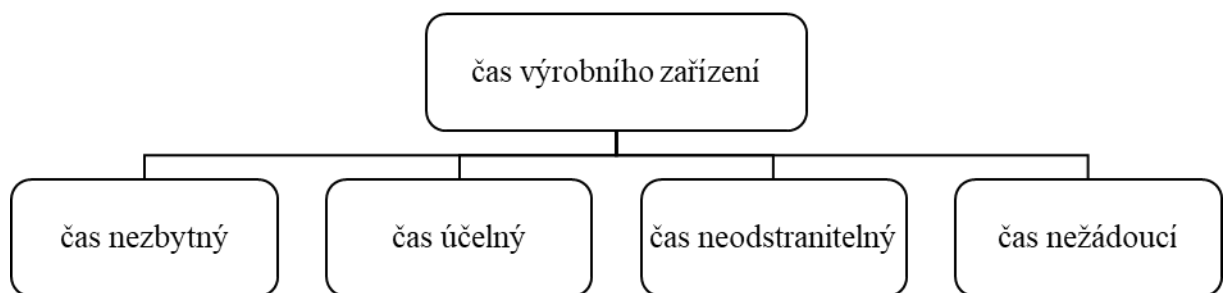 čas výrobního zařízení
čas nezbytný
čas účelný
čas neodstranitelný
čas nežádoucí